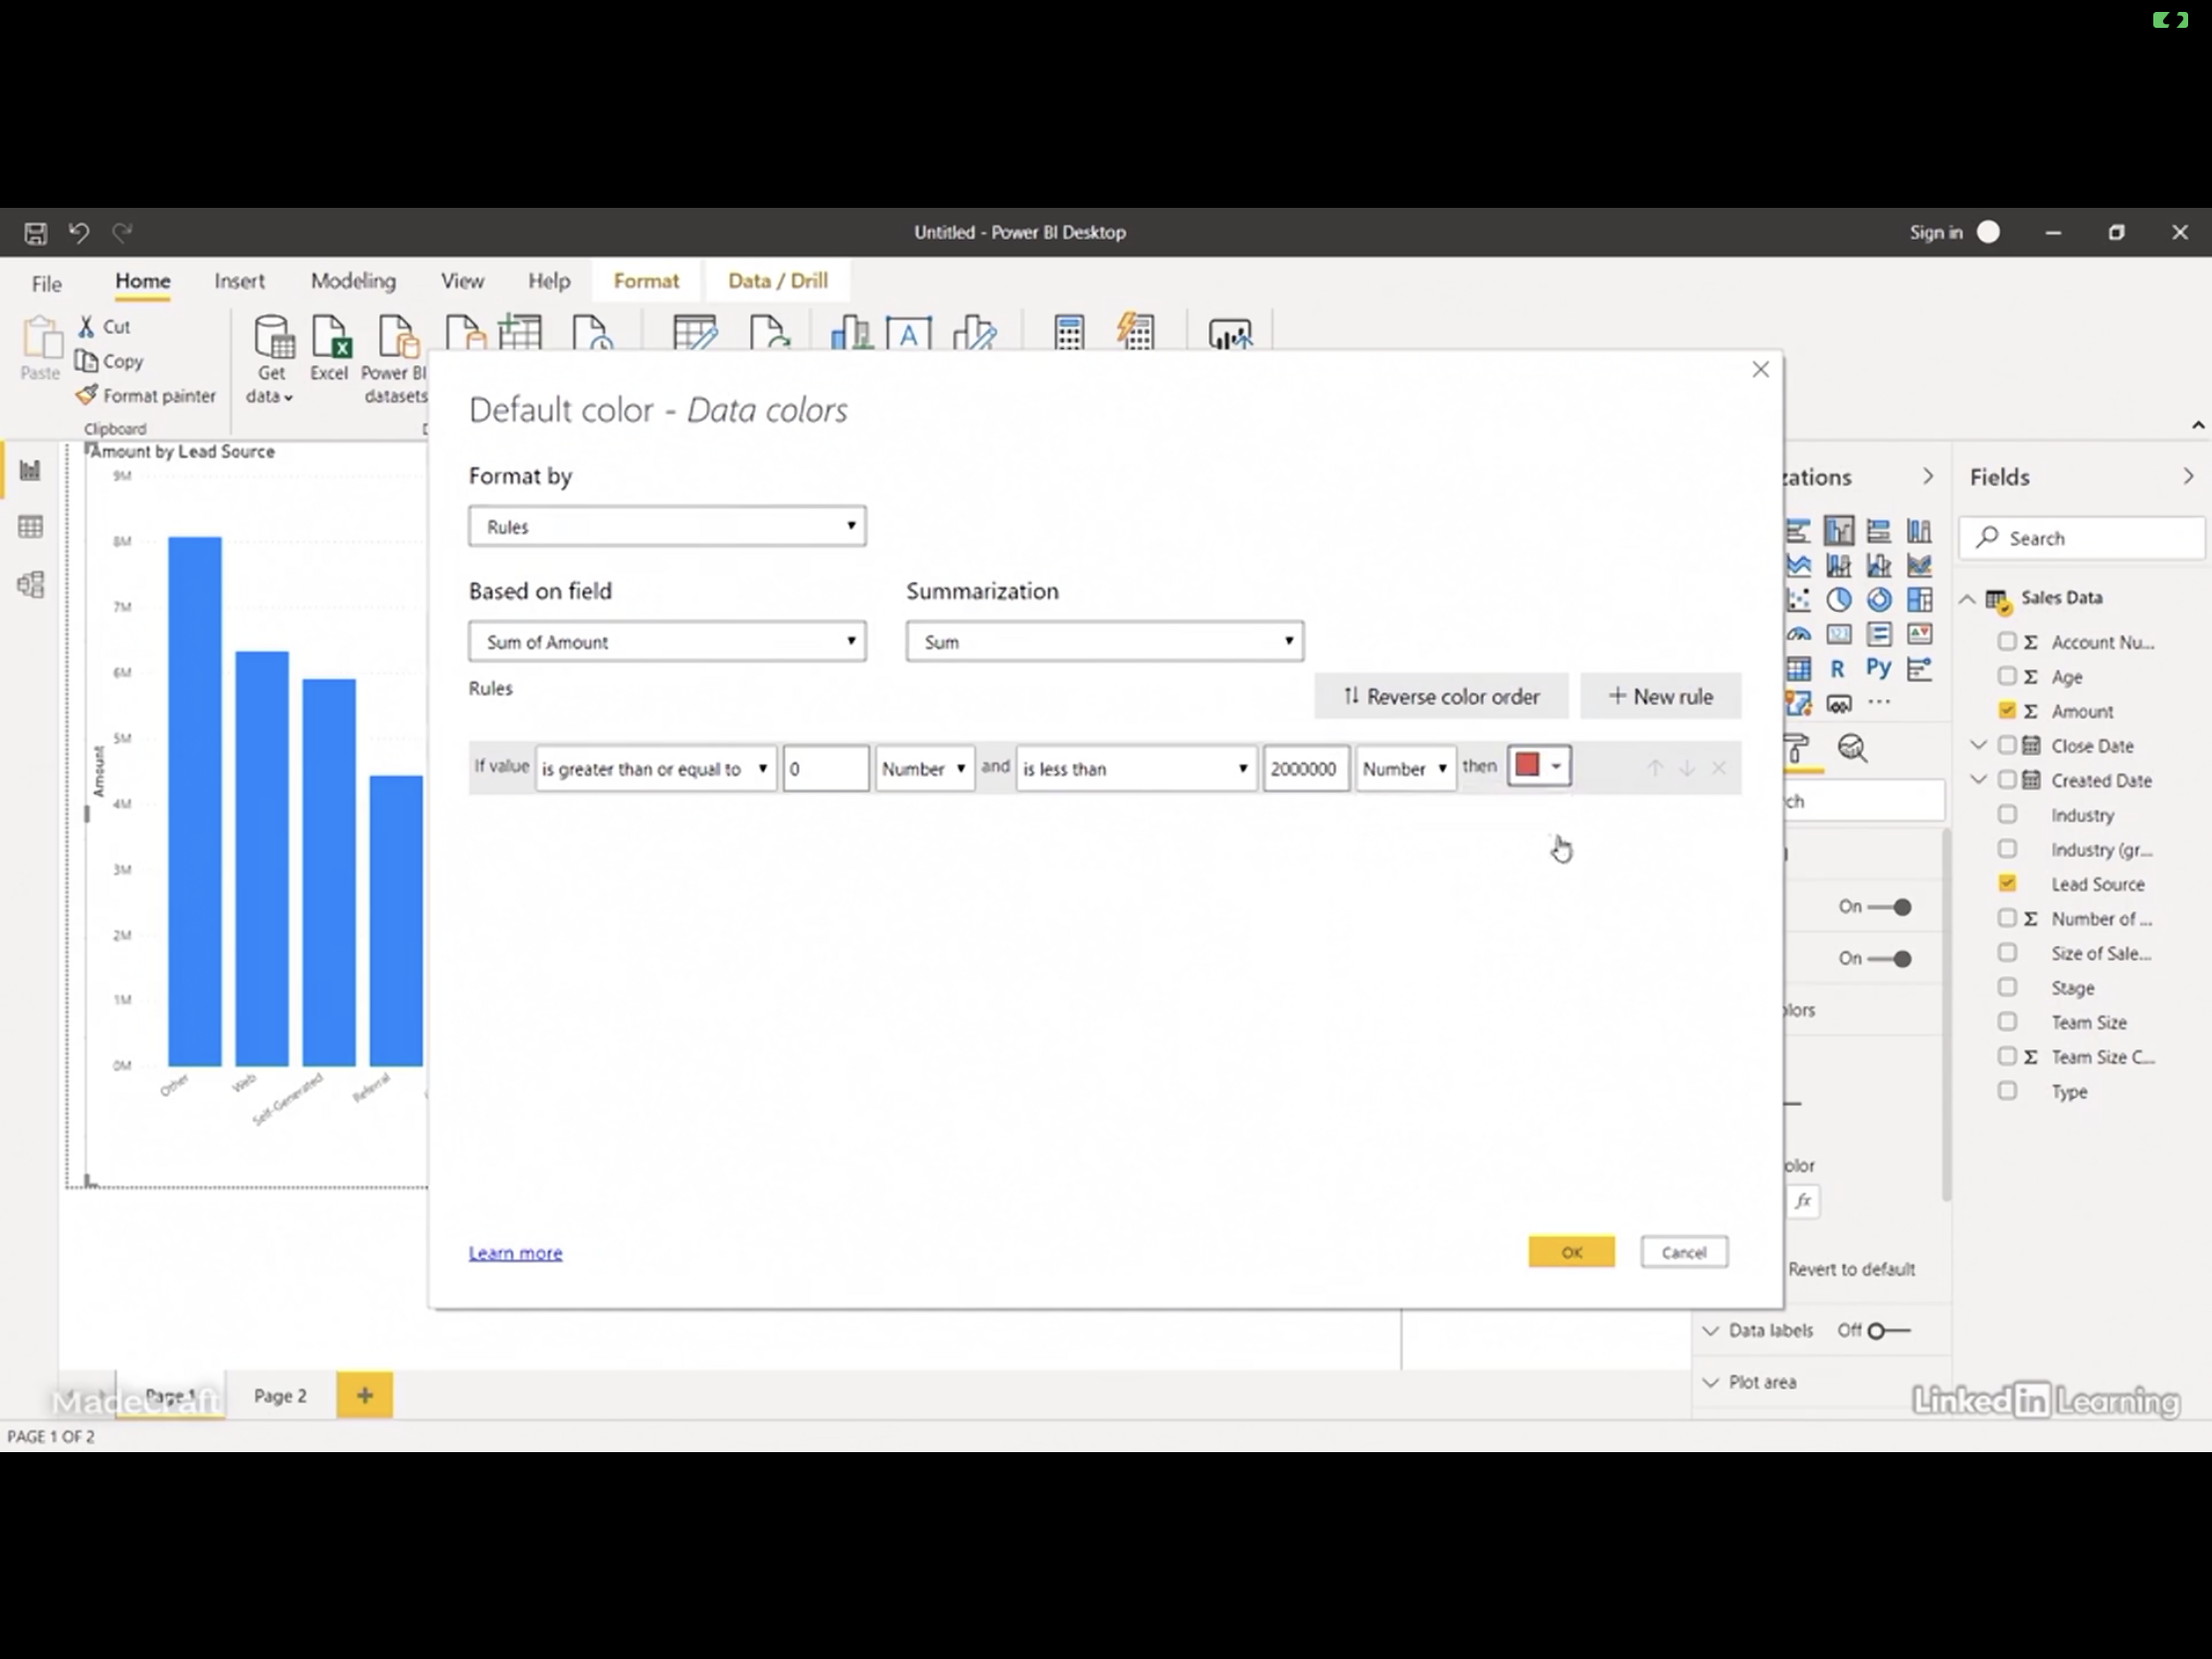 Untitled - Power BI Desktop
Sign in
File Home Insert Modeling View Help Format Data / Drill
Paste
Cut
Copy
Format painter
Clipboard
Get data
Excel
Power BI datasets
Amount by Lead Source
9M
8M
7M
6M
5M
4M
3M
2M
1M
0M
Amount
Other
Web
Self-Generated
Referral
Default color - Data colors
Format by
Rules
Based on field
Summarization
Sum of Amount
Sum
Rules
Reverse color order
+ New rule
If value is greater than or equal to 0 Number and is less than 2000000 Number then
Learn more
OK
Cancel
zations
R
Py
...
ch
On
On
olors
olor
fx
Revert to default
Data labels Off
Plot area
Fields
Search
Sales Data
Σ Account Nu...
Σ Age
Σ Amount
Close Date
Created Date
Industry
Industry (gr...
Lead Source
Σ Number of ...
Size of Sale...
Stage
Team Size
Σ Team Size C...
Type
Page 1
Page 2
+
MadeCraft
LinkedIn Learning
PAGE 1 OF 2